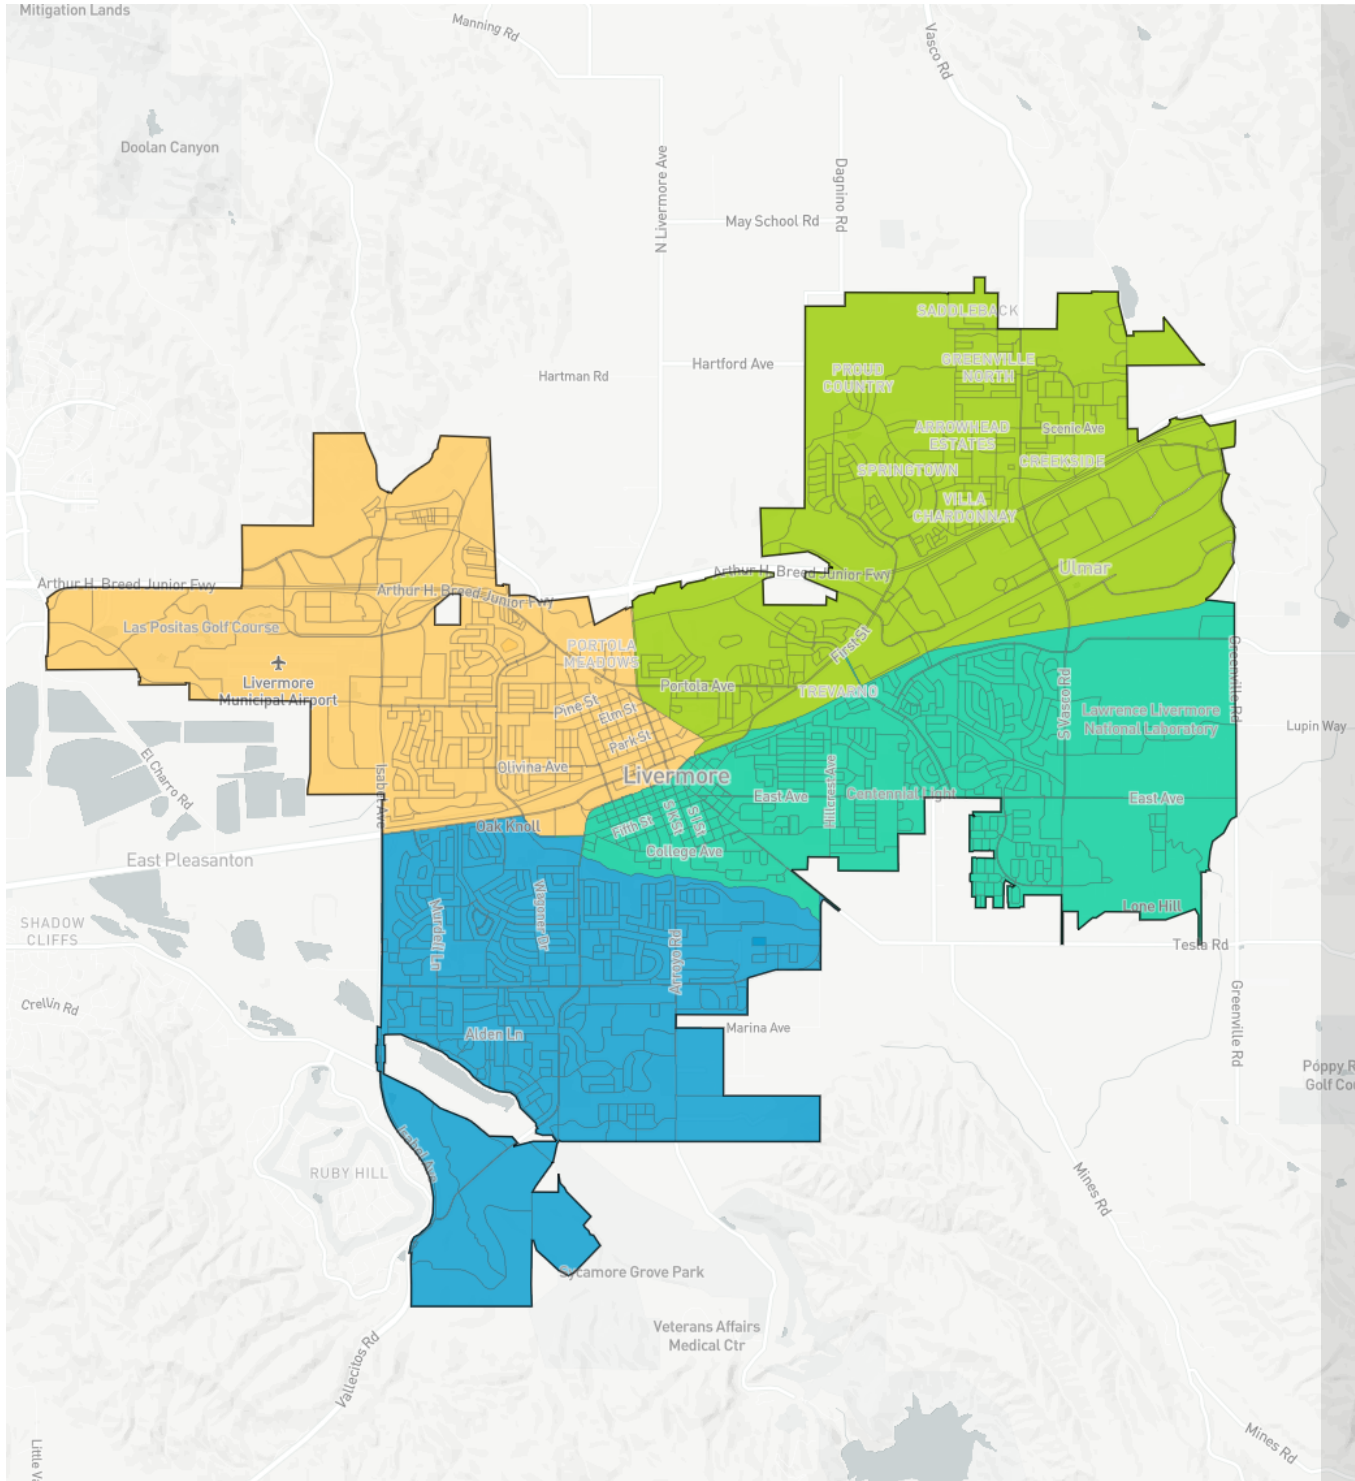 Mitigation Lands
Manning Rd
Vasco Rd
Doolan Canyon
N Livermore Ave
Dagnino Rd
May School Rd
SADDLEBACK
Hartford Ave
Hartman Rd
GREENVILLE
NORTH
PROUD
COUNTRY
ARROWHEAD
ESTATES
Scenic Ave
CREEKSIDE
SPRINGTOWN
VILLA
CHARDONNAY
Ulmar
Arthur H. Breed Junior Fwy
Arthur H. Breed Junior Fwy
Arthur H. Breed Junior Fwy
Las Positas Golf Course
PORTOLA
MEADOWS
First St
Livermore
Municipal Airport
Portola Ave
TREVARNO
Greenville Rd
S Vasco Rd
Lawrence Livermore
National Laboratory
Lupin Way
Pine St
Elm St
Park St
El Charro Rd
Isabel Ave
Olivina Ave
Livermore
Hillcrest Ave
East Ave
Centennial Light
East Ave
Oak Knoll
Fifth St
S K St
S I St
College Ave
East Pleasanton
Murdell Ln
Wagoner Dr
Arroyo Rd
Lone Hill
SHADOW
CLIFFS
Tesla Rd
Crellin Rd
Alden Ln
Marina Ave
Greenville Rd
Poppy R
Golf Cou
Isabel Ave
RUBY HILL
Mines Rd
Sycamore Grove Park
Veterans Affairs
Medical Ctr
Vallecitos Rd
Mines Rd
Little Va